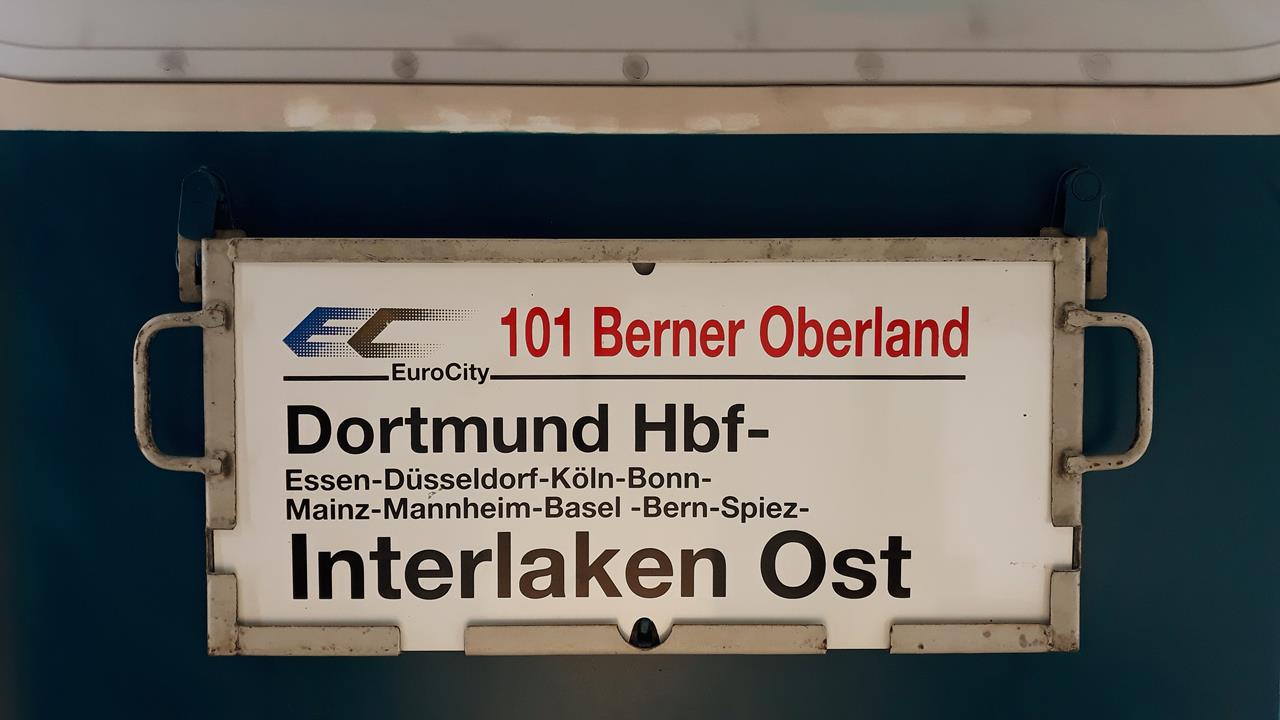 EC 101 Berner Oberland
EuroCity
Dortmund Hbf-
Essen-Düsseldorf-Köln-Bonn-
Mainz-Mannheim-Basel -Bern-Spiez-
Interlaken Ost